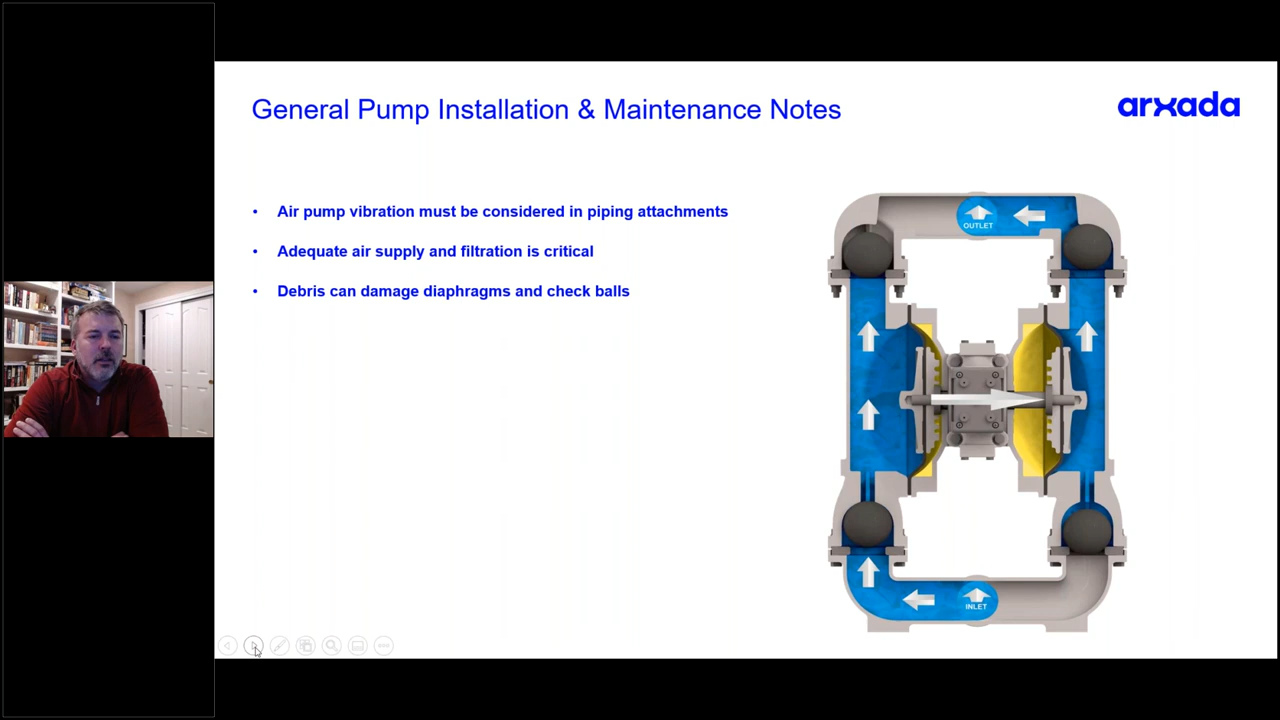 General Pump Installation & Maintenance Notes
arxada
• Air pump vibration must be considered in piping attachments
• Adequate air supply and filtration is critical
• Debris can damage diaphragms and check balls
OUTLET
INLET